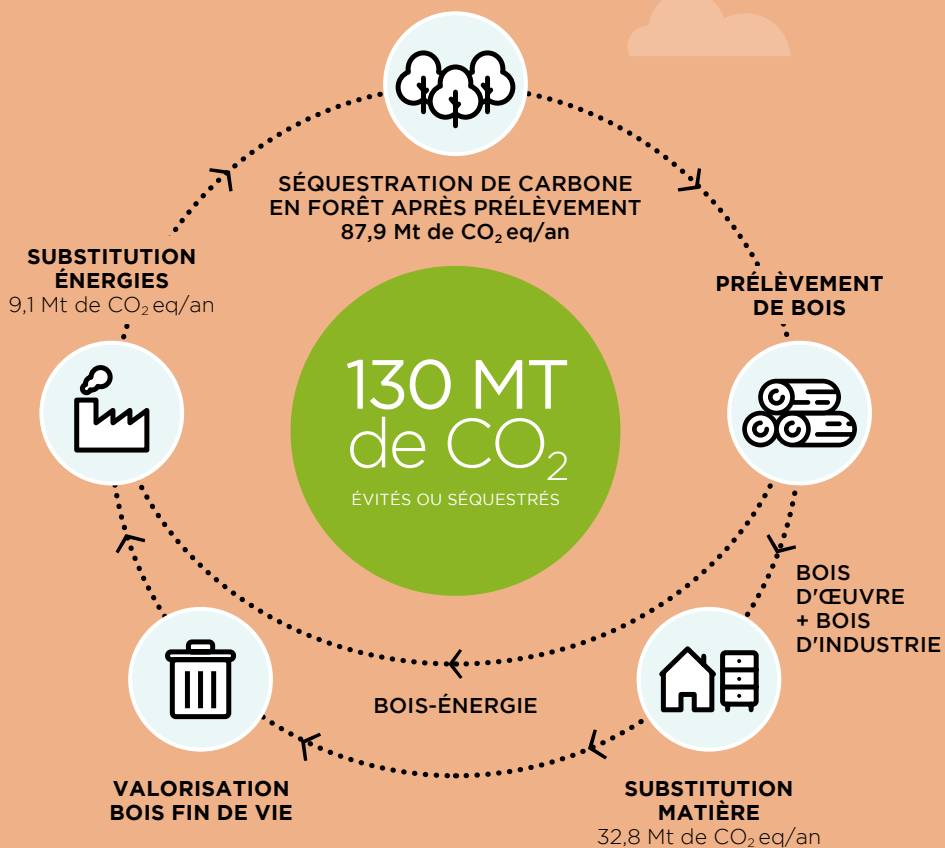 SÉQUESTRATION DE CARBONE
EN FORÊT APRÈS PRÉLÈVEMENT
87,9 Mt de CO₂ eq/an
SUBSTITUTION
ÉNERGIES
9,1 Mt de CO₂ eq/an
PRÉLÈVEMENT
DE BOIS
130 MT
de CO₂
ÉVITÉS OU SÉQUESTRÉS
BOIS
D'ŒUVRE
+ BOIS
D'INDUSTRIE
BOIS-ÉNERGIE
VALORISATION
BOIS FIN DE VIE
SUBSTITUTION
MATIÈRE
32,8 Mt de CO₂ eq/an